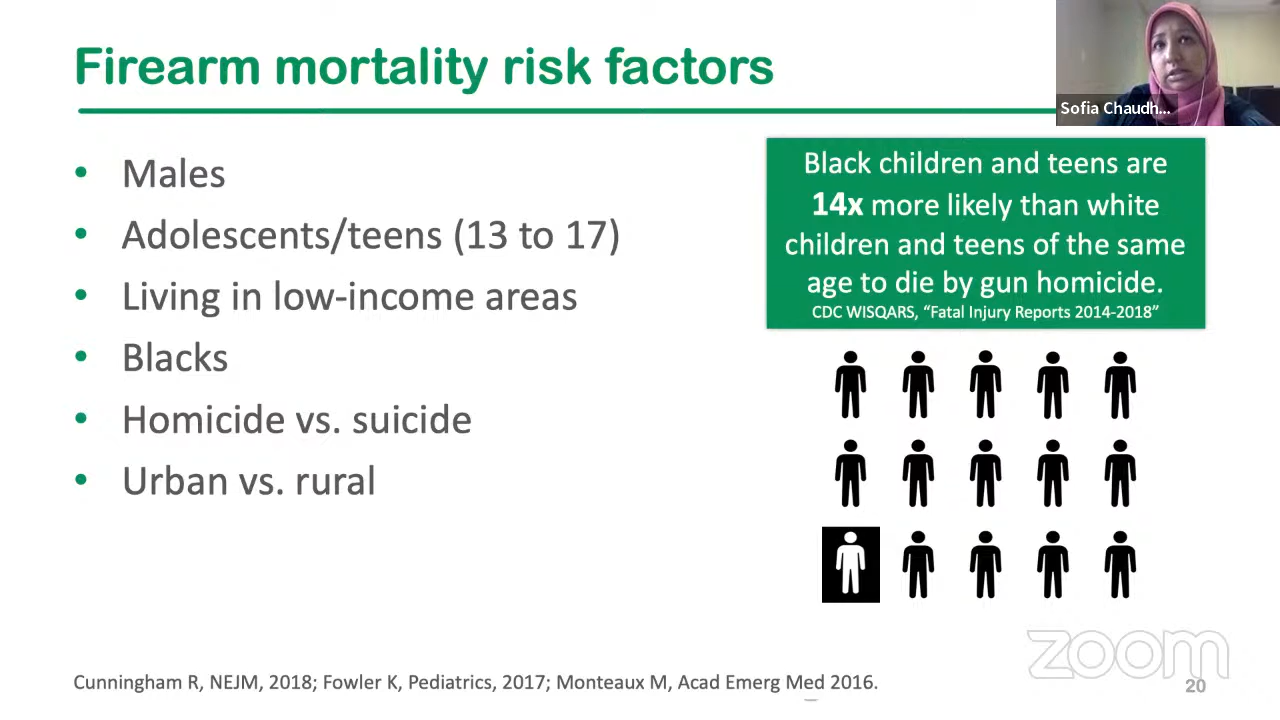 Firearm mortality risk factors
Sofia Chaudh...
• Males
• Adolescents/teens (13 to 17)
• Living in low-income areas
• Blacks
• Homicide vs. suicide
• Urban vs. rural
Black children and teens are
14x more likely than white
children and teens of the same
age to die by gun homicide.
CDC WISQARS, “Fatal Injury Reports 2014-2018”
zoom
Cunningham R, NEJM, 2018; Fowler K, Pediatrics, 2017; Monteaux M, Acad Emerg Med 2016.
20